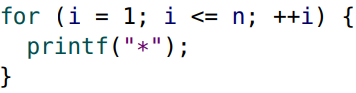 for (i = 1; i <= n; ++i) {
  printf("*");
}